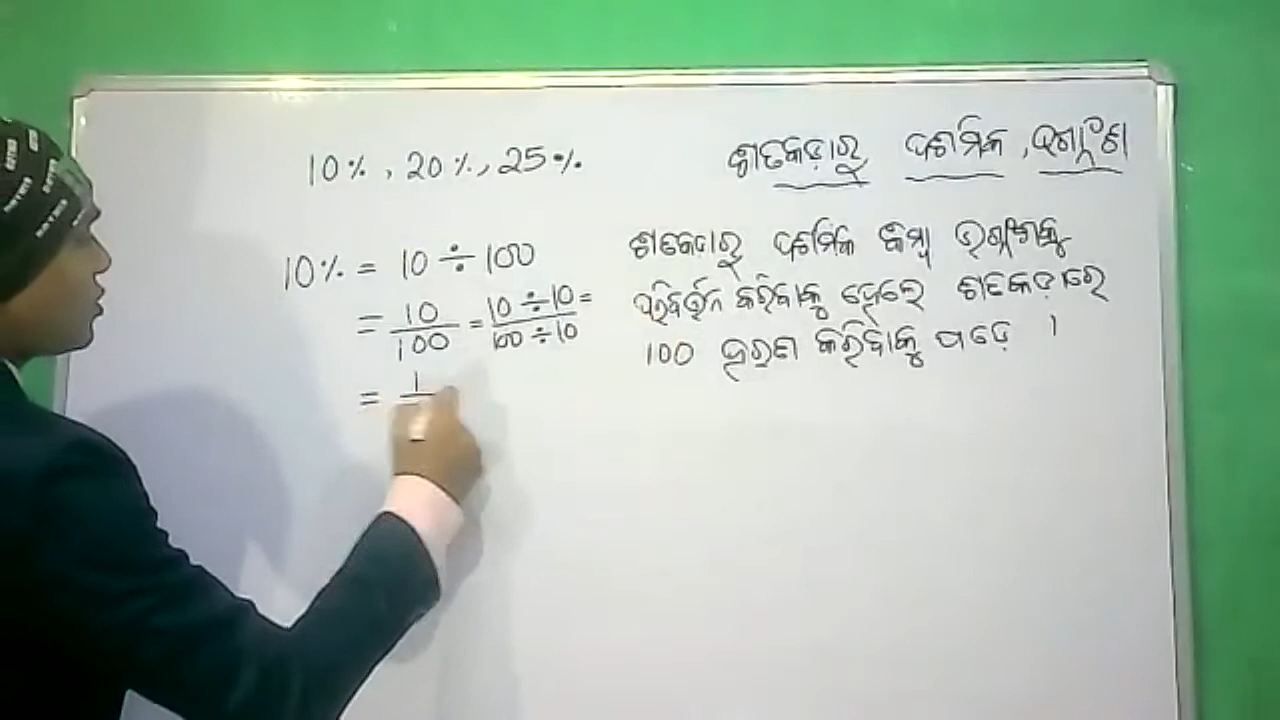 10%, 20%, 25%
ଶତକଡ଼ାରୁ ଦଶମିକ, ଭଗ୍ନାଂଶ
10% = 10 ÷ 100
= 10/100 = 10 ÷ 10/100 ÷ 10 =
= 1/
ଶତକଡ଼ାରୁ ଦଶମିକ କିମ୍ବା ଭଗ୍ନାଂଶକୁ
ପରିବର୍ତ୍ତନ କରିବାକୁ ହେଲେ ଶତକଡ଼ାରେ
100 ହରଣ କରିବାକୁ ପଡ଼େ ।